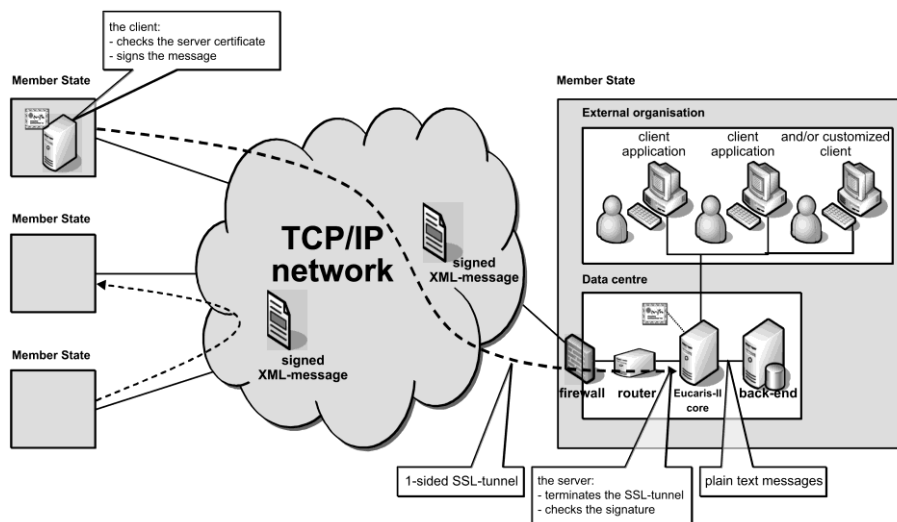 the client:
- checks the server certificate
- signs the message
Member State
Member State
External organisation
client
application
client
application
and/or customized
client
TCP/IP
network
signed
XML-message
Member State
signed
XML-message
Data centre
Member State
firewall
router
Eucaris-II
core
back-end
1-sided SSL-tunnel
the server:
- terminates the SSL-tunnel
- checks the signature
plain text messages